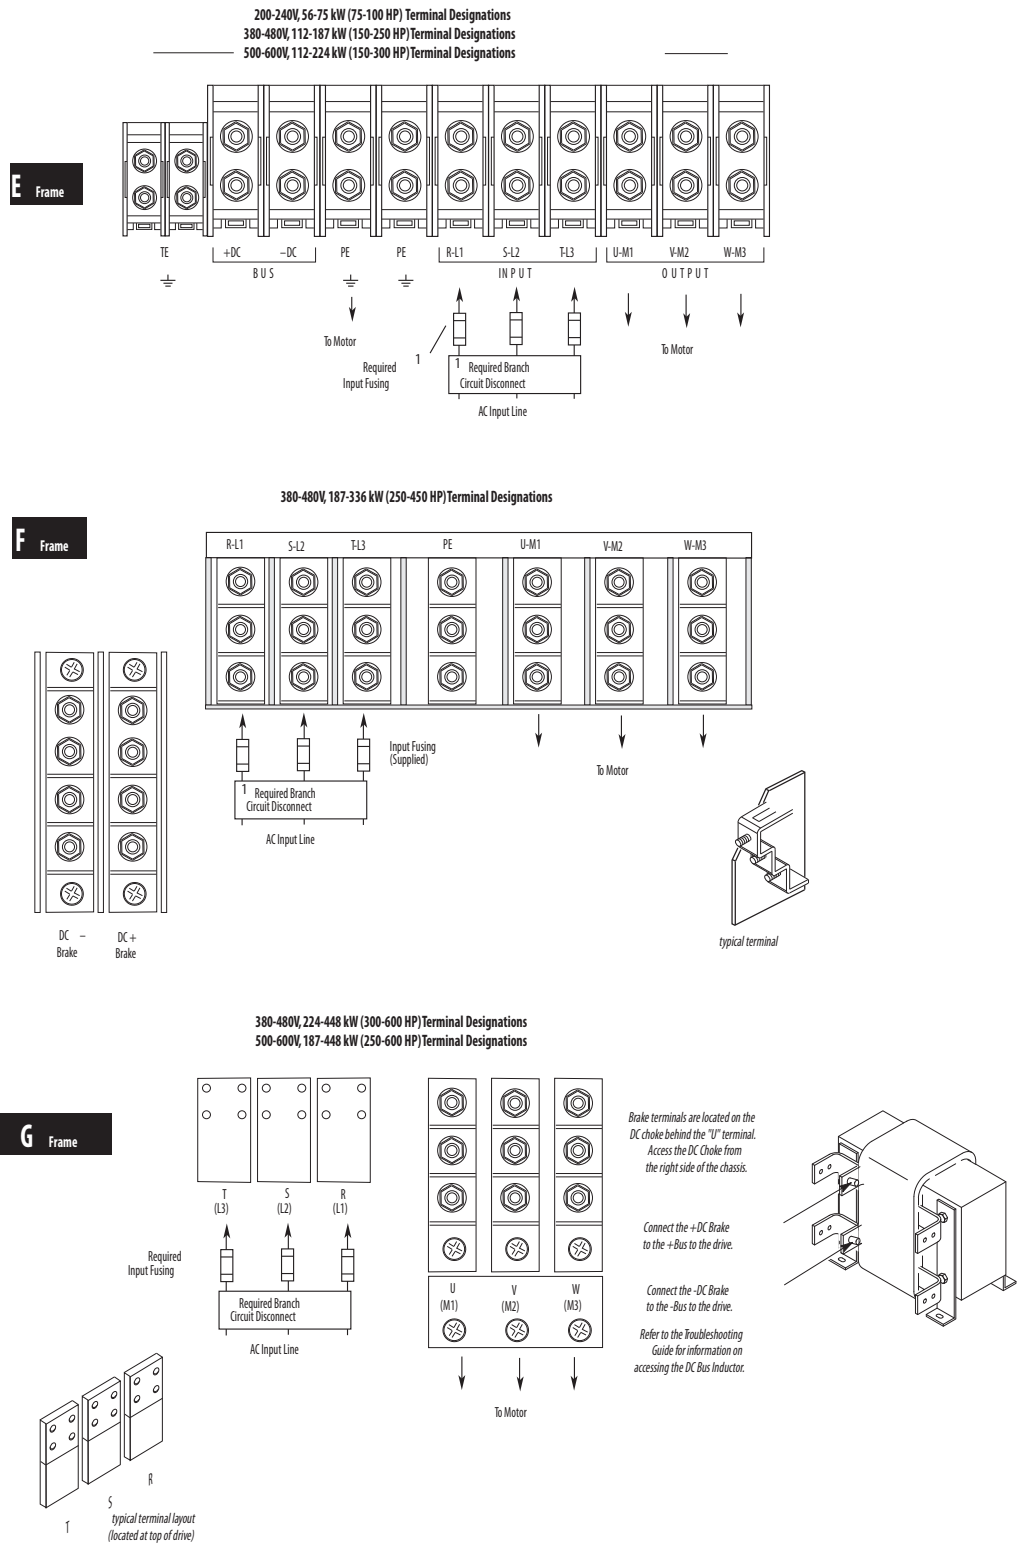 200-240V, 56-75 kW (75-100 HP) Terminal Designations
380-480V, 112-187 kW (150-250 HP) Terminal Designations
500-600V, 112-224 kW (150-300 HP) Terminal Designations
E Frame
TE
+DC
–DC
PE
PE
R-L1
S-L2
T-L3
U-M1
V-M2
W-M3
BUS
INPUT
OUTPUT
To Motor
To Motor
Required
Input Fusing
1
1 Required Branch
Circuit Disconnect
AC Input Line
380-480V, 187-336 kW (250-450 HP) Terminal Designations
F Frame
R-L1
S-L2
T-L3
PE
U-M1
V-M2
W-M3
Input Fusing
(Supplied)
To Motor
1 Required Branch
Circuit Disconnect
AC Input Line
DC –
Brake
DC +
Brake
typical terminal
380-480V, 224-448 kW (300-600 HP) Terminal Designations
500-600V, 187-448 kW (250-600 HP) Terminal Designations
G Frame
T
(L3)
S
(L2)
R
(L1)
Required
Input Fusing
Required Branch
Circuit Disconnect
AC Input Line
U
(M1)
V
(M2)
W
(M3)
To Motor
Brake terminals are located on the
DC choke behind the "U" terminal.
Access the DC Choke from
the right side of the chassis.
Connect the +DC Brake
to the +Bus to the drive.
Connect the -DC Brake
to the -Bus to the drive.
Refer to the Troubleshooting
Guide for information on
accessing the DC Bus Inductor.
R
S
T
typical terminal layout
(located at top of drive)